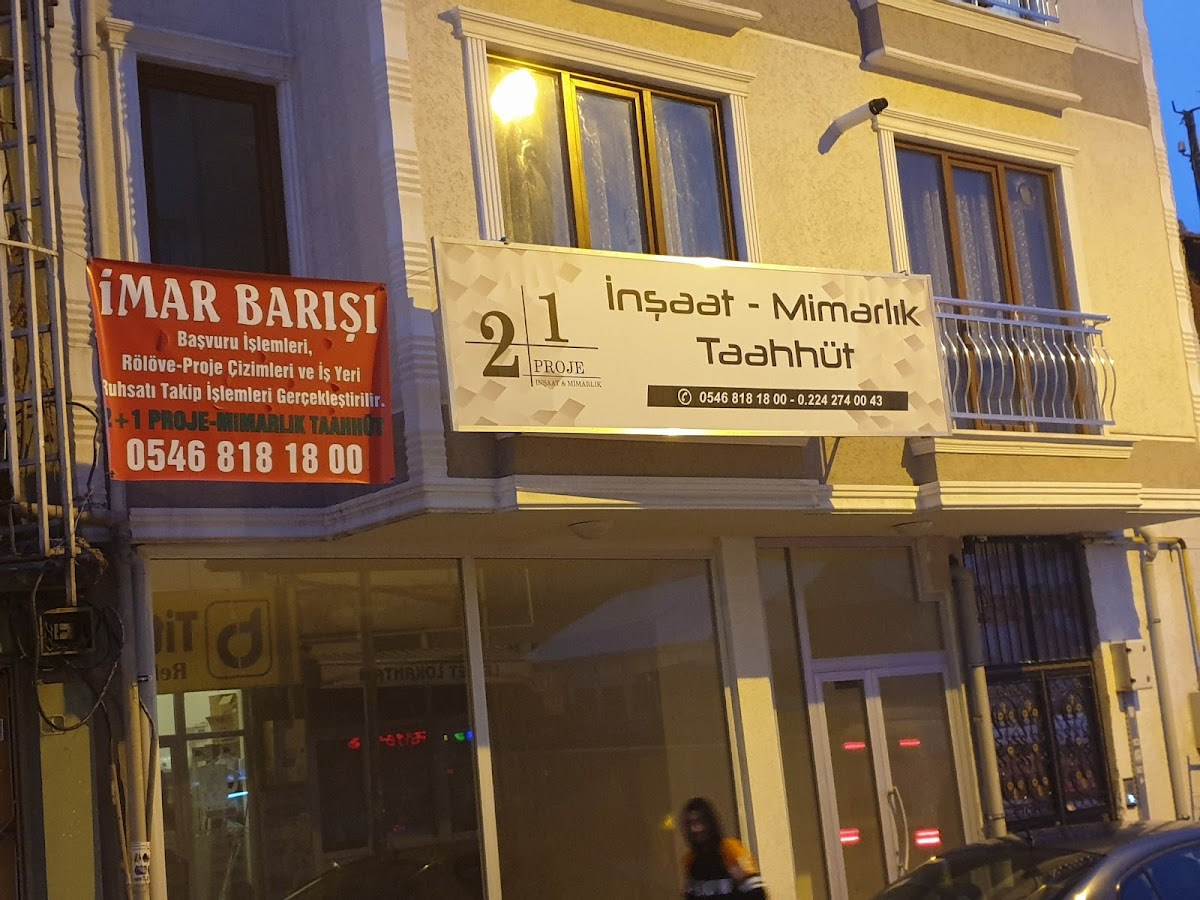 İMAR BARIŞI
Başvuru İşlemleri,
Rölöve-Proje Çizimleri ve İş Yeri
Ruhsatı Takip İşlemleri Gerçekleştirilir.
2+1 PROJE-MİMARLIK TAAHHÜT
0546 818 18 00
2 1
PROJE
İNŞAAT & MİMARLIK
İnşaat - Mimarlık
Taahhüt
0546 818 18 00 - 0.224 274 00 43